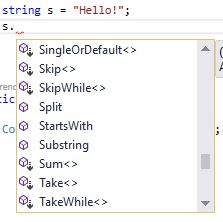 string s = "Hello!";
s.
SingleOrDefault<>
Skip<>
SkipWhile<>
Split
StartsWith
Substring
Sum<>
Take<>
TakeWhile<>